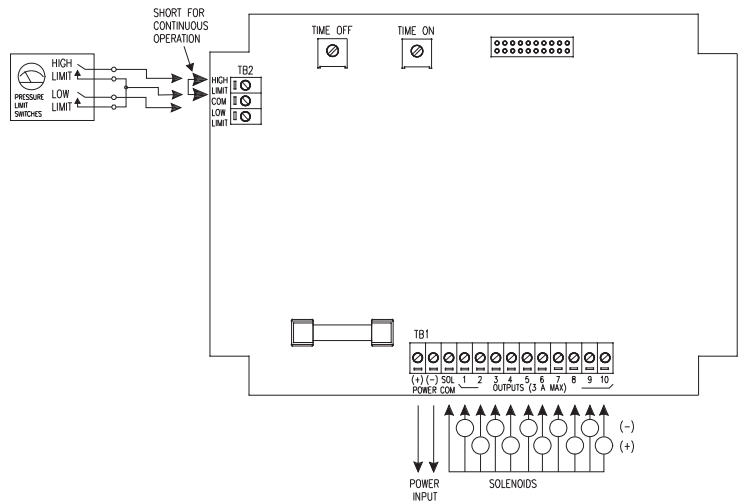 SHORT FOR
CONTINUOUS
OPERATION
TIME OFF
TIME ON
HIGH
LIMIT
LOW
LIMIT
PRESSURE
LIMIT
SWITCHES
TB2
HIGH
LIMIT
COM
LOW
LIMIT
TB1
(+) (-) SOL 1 2 3 4 5 6 7 8 9 10
POWER COM OUTPUTS (3 A MAX)
(-)
(+)
POWER
INPUT
SOLENOIDS